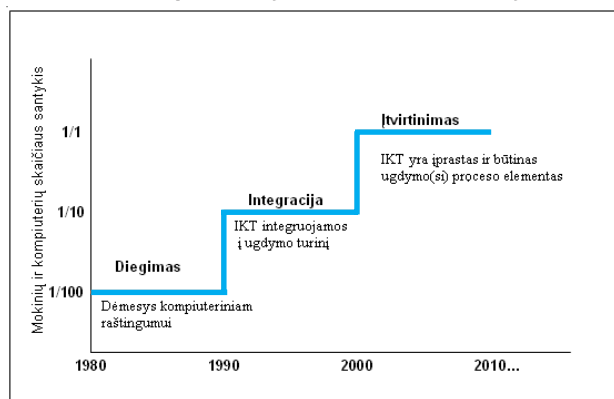 Mokinių ir kompiuterių skaičiaus santykis
1/1
1/10
1/100
Įtvirtinimas
IKT yra įprastas ir būtinas
ugdymo(si) proceso elementas
Integracija
IKT integruojamos
į ugdymo turinį
Diegimas
Dėmesys kompiuteriniam
raštingumui
1980
1990
2000
2010...